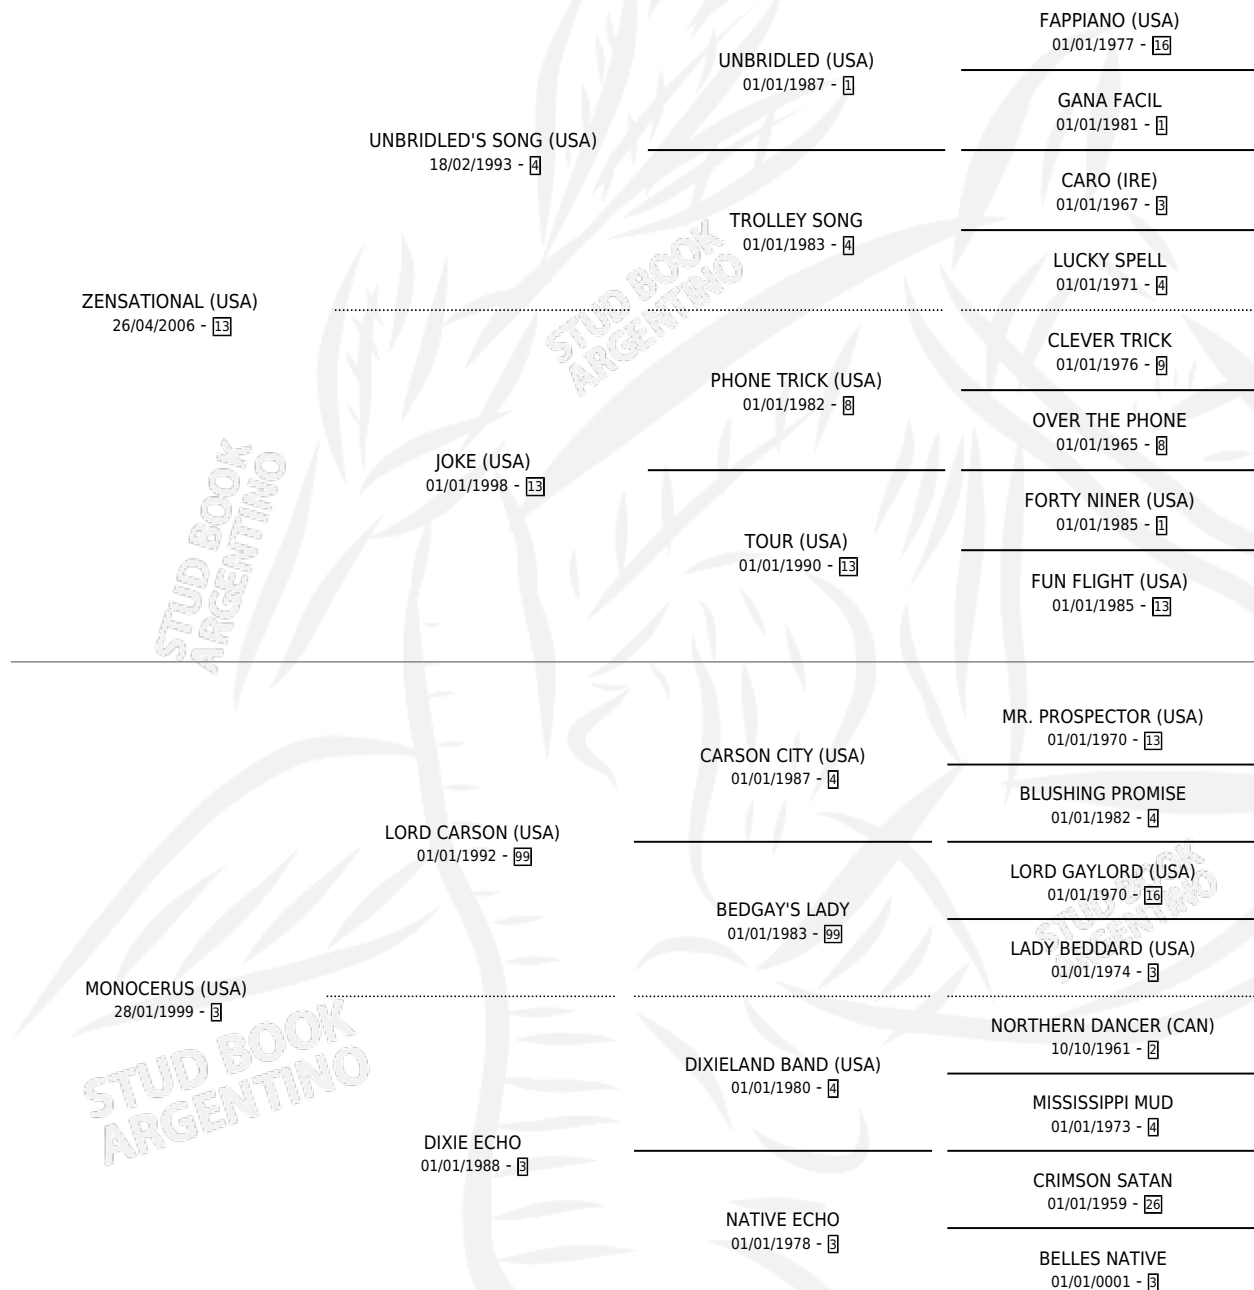 FAPPIANO (USA)
01/01/1977 - 16
UNBRIDLED (USA)
01/01/1987 - 1
GANA FACIL
01/01/1981 - 1
UNBRIDLED'S SONG (USA)
18/02/1993 - 4
CARO (IRE)
01/01/1967 - 3
TROLLEY SONG
01/01/1983 - 4
LUCKY SPELL
01/01/1971 - 4
ZENSATIONAL (USA)
26/04/2006 - 13
STUD BOOK
ARGENTINO
CLEVER TRICK
01/01/1976 - 9
PHONE TRICK (USA)
01/01/1982 - 8
OVER THE PHONE
01/01/1965 - 8
JOKE (USA)
01/01/1998 - 13
FORTY NINER (USA)
01/01/1985 - 1
TOUR (USA)
01/01/1990 - 13
FUN FLIGHT (USA)
01/01/1985 - 13
STUD BOOK
ARGENTINO
MR. PROSPECTOR (USA)
01/01/1970 - 13
CARSON CITY (USA)
01/01/1987 - 4
BLUSHING PROMISE
01/01/1982 - 4
LORD CARSON (USA)
01/01/1992 - 99
LORD GAYLORD (USA)
01/01/1970 - 16
BEDGAY'S LADY
01/01/1983 - 99
STUD BOOK
ARGENTINO
LADY BEDDARD (USA)
01/01/1974 - 3
MONOCERUS (USA)
28/01/1999 - 3
NORTHERN DANCER (CAN)
10/10/1961 - 2
DIXIELAND BAND (USA)
01/01/1980 - 4
STUD BOOK
ARGENTINO
MISSISSIPPI MUD
01/01/1973 - 4
DIXIE ECHO
01/01/1988 - 3
CRIMSON SATAN
01/01/1959 - 26
NATIVE ECHO
01/01/1978 - 3
BELLES NATIVE
01/01/0001 - 3